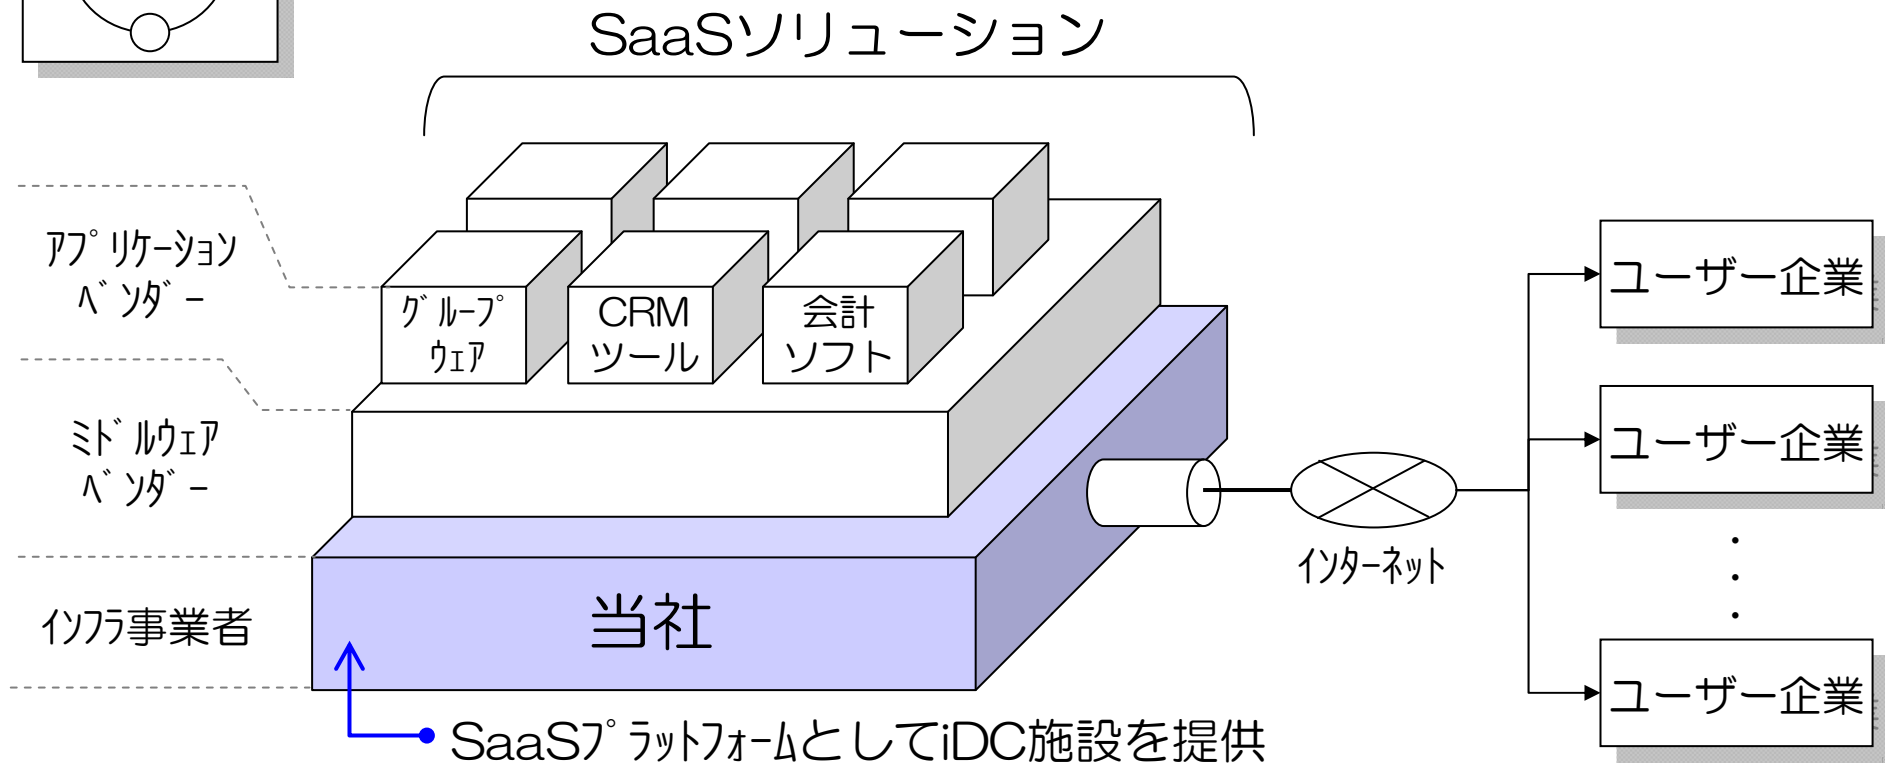 SaaSソリューション
アプリケーション
ベンダー
グループ
ウェア
CRM
ツール
会計
ソフト
ミドルウェア
ベンダー
インフラ事業者
当社
SaaSプラットフォームとしてiDC施設を提供
インターネット
ユーザー企業
ユーザー企業
・
・
・
ユーザー企業